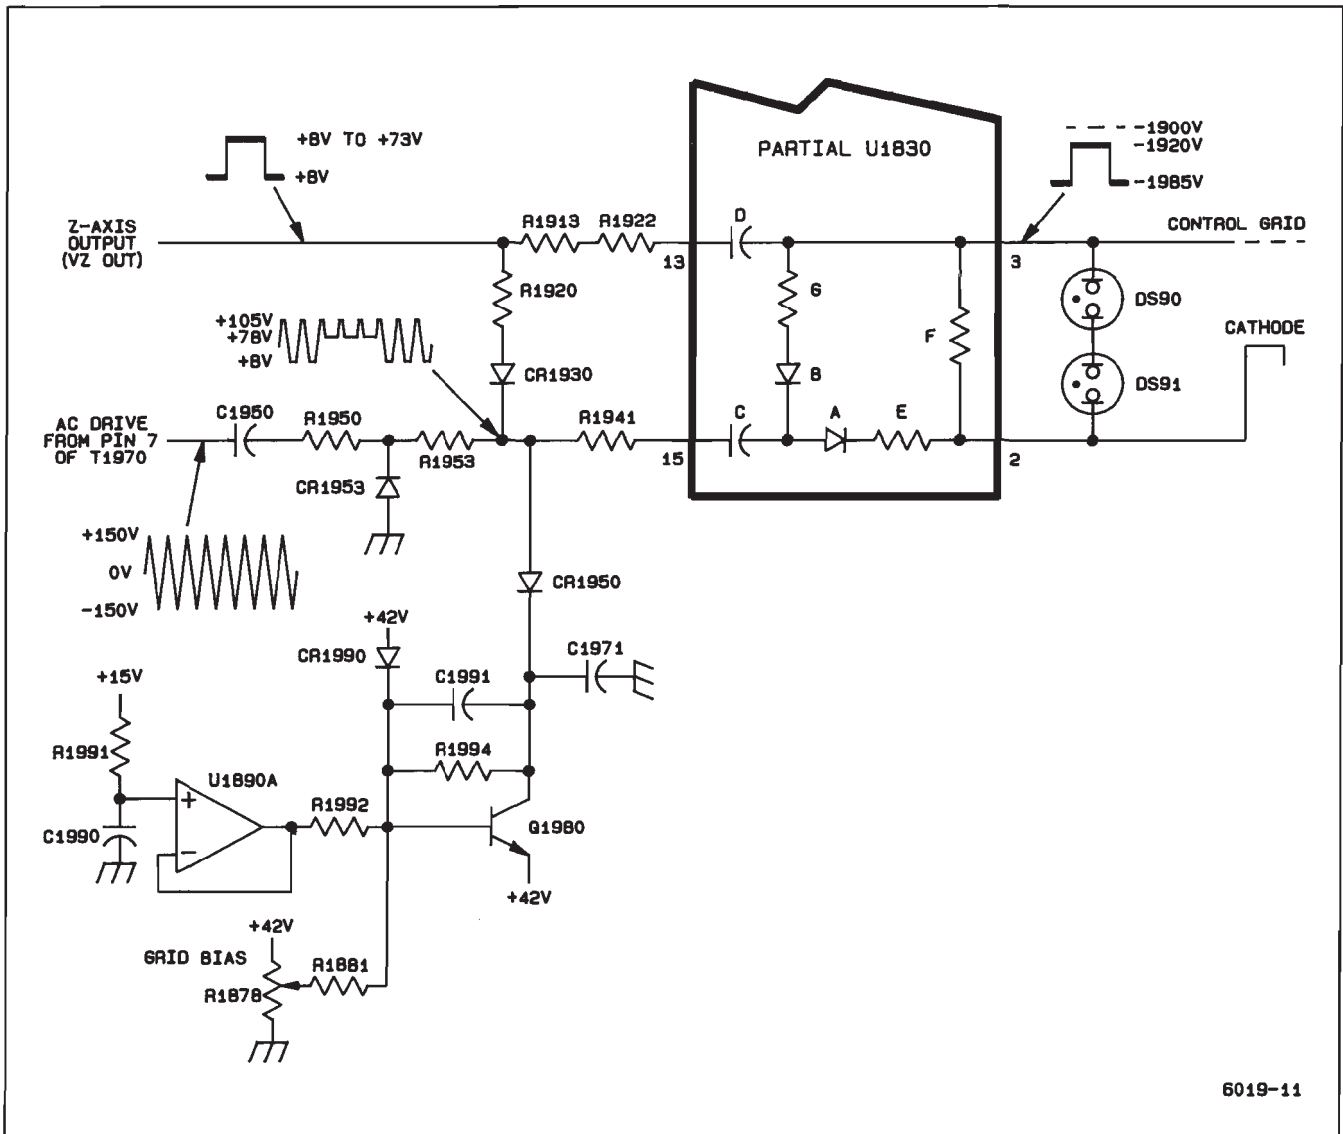 +8V TO +73V
+8V
PARTIAL U1830
-1900V
-1920V
-1985V
Z-AXIS
OUTPUT
(VZ OUT)
R1913
R1922
13
D
3
CONTROL GRID
R1920
G
F
DS90
+105V
+78V
+8V
CR1930
B
CATHODE
DS91
AC DRIVE
FROM PIN 7
OF T1970
C1950
R1950
R1953
R1941
15
C
A
E
2
CR1953
+150V
0V
-150V
CR1950
+42V
CR1990
C1971
+15V
C1991
R1991
R1994
U1890A
+
-
R1992
C1990
Q1980
+42V
+42V
GRID BIAS
R1881
R1878
6019-11